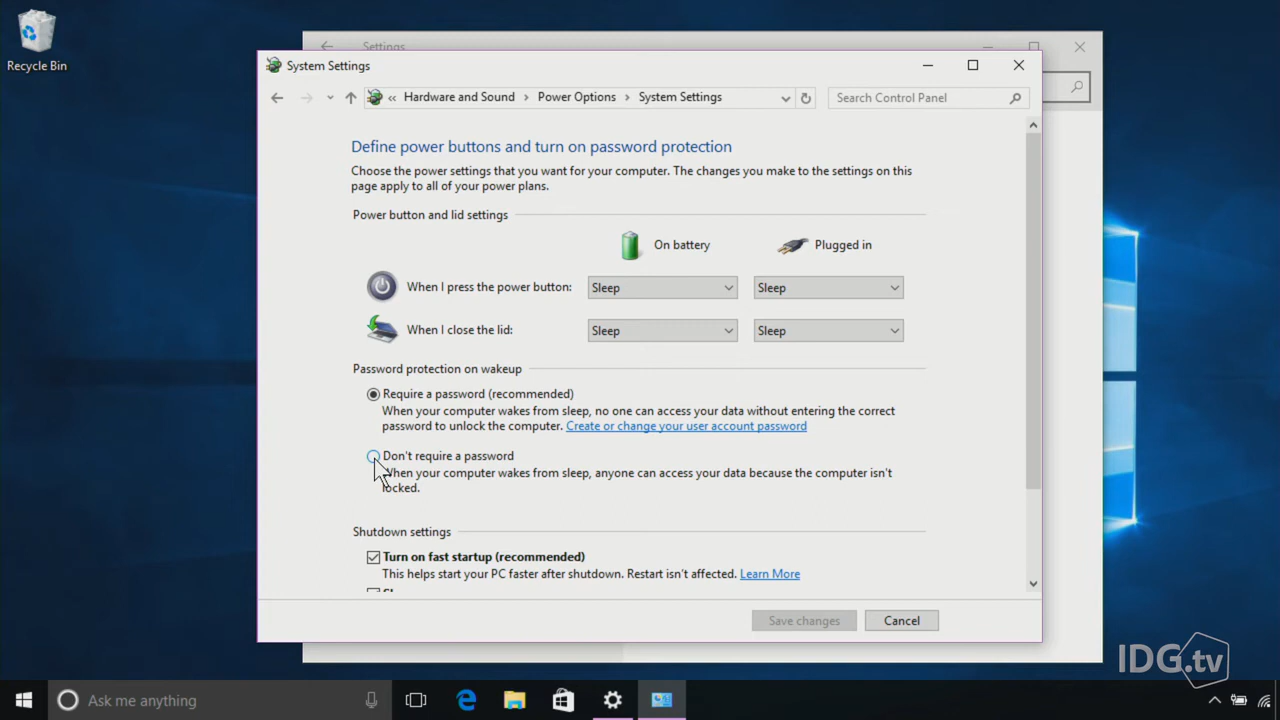 Recycle Bin
Settings
System Settings
« Hardware and Sound > Power Options > System Settings
Search Control Panel
Define power buttons and turn on password protection
Choose the power settings that you want for your computer. The changes you make to the settings on this
page apply to all of your power plans.
Power button and lid settings
On battery
Plugged in
When I press the power button:
Sleep
Sleep
When I close the lid:
Sleep
Sleep
Password protection on wakeup
Require a password (recommended)
When your computer wakes from sleep, no one can access your data without entering the correct
password to unlock the computer. Create or change your user account password
Don't require a password
When your computer wakes from sleep, anyone can access your data because the computer isn't
locked.
Shutdown settings
Turn on fast startup (recommended)
This helps start your PC faster after shutdown. Restart isn't affected. Learn More
Save changes
Cancel
IDG.tv
Ask me anything